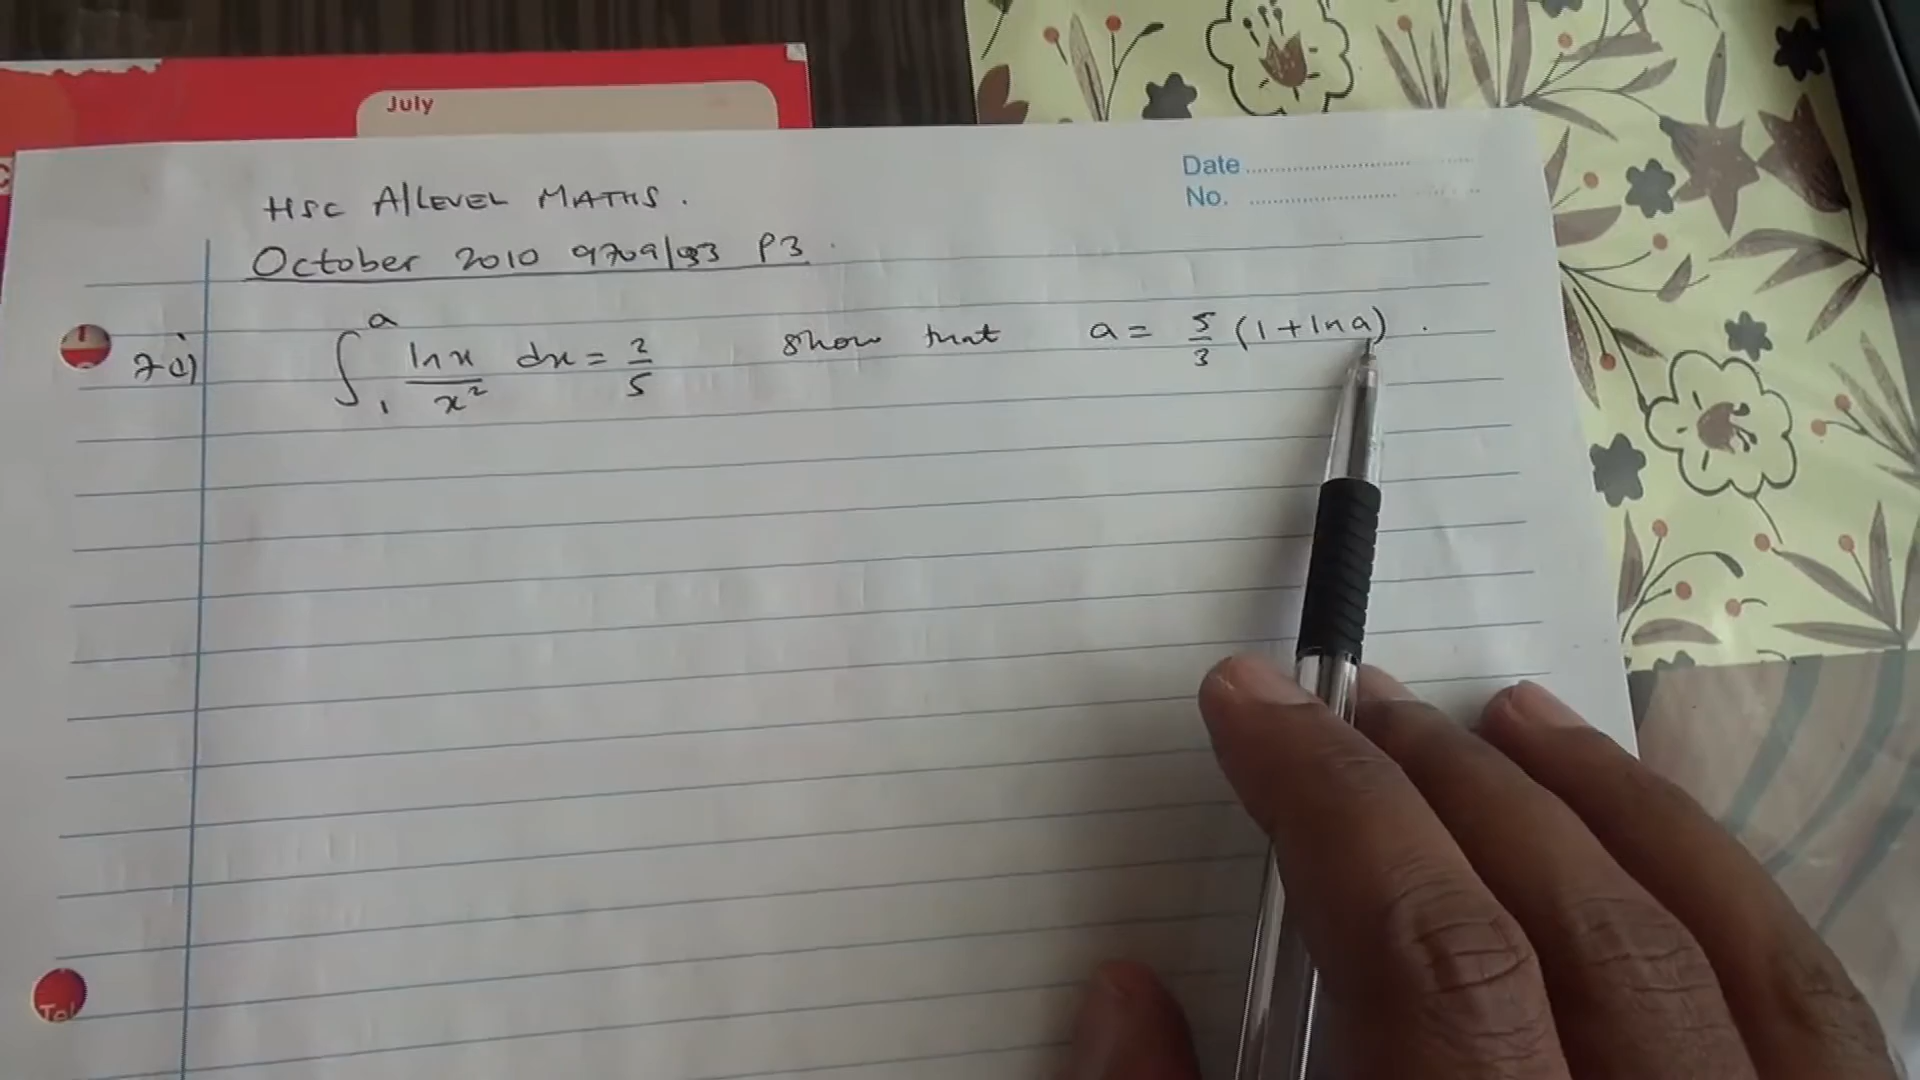 July
Date
No.
HSC A/LEVEL MATHS.
October 2010 9709/33 P3.
7i) ∫₁ᵃ ln x / x² dx = 2/5 show that a = 5/3 (1 + ln a).